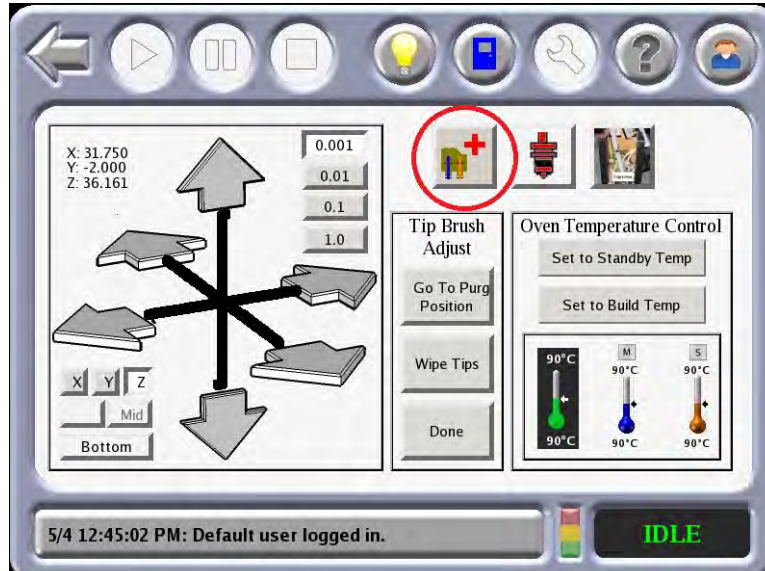 X: 31.750
Y: -2.000
Z: 36.161
0.001
0.01
0.1
1.0
X Y Z
Mid
Bottom
Tip Brush
Adjust
Go To Purg
Position
Wipe Tips
Done
Oven Temperature Control
Set to Standby Temp
Set to Build Temp
90°C
M
90°C
S
90°C
90°C
90°C
90°C
5/4 12:45:02 PM: Default user logged in.
IDLE